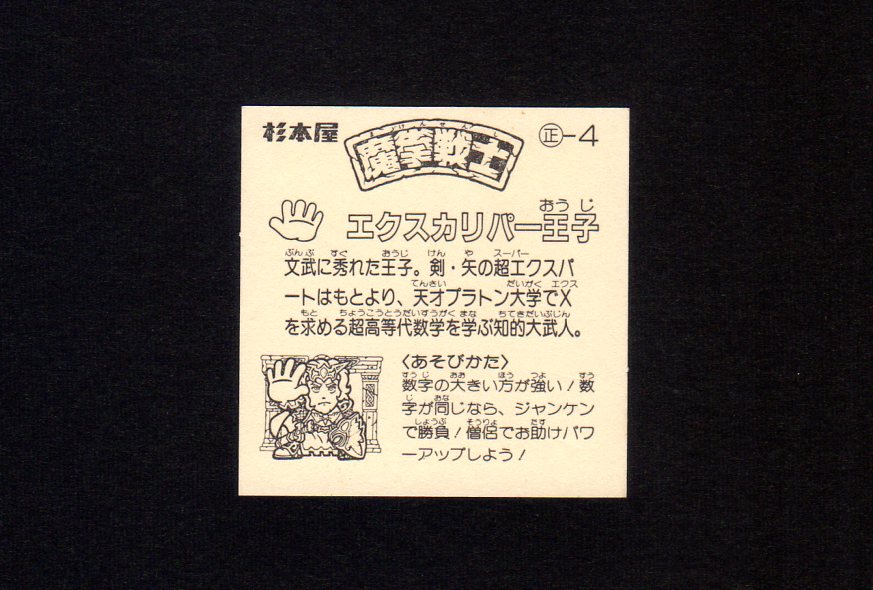 杉本屋
まけんせんし
魔拳戦士
㊣-4
おうじ
エクスカリパー王子
ぶんぶ すぐ おうじ けん や スーパー
文武に秀れた王子。剣・矢の超エクスパ
てんさい だいがく エクス
ートはもとより、天才プラトン大学でX
もと ちょうこうとうだいすうがく まな ちてきだいぶじん
を求める超高等代数学を学ぶ知的大武人。
〈あそびかた〉
すうじ おお ほう つよ すう
数字の大きい方が強い!数
じ おな
字が同じなら、ジャンケン
しょうぶ そうりょ たす
で勝負!僧侶でお助けパワ
ーアップしよう!